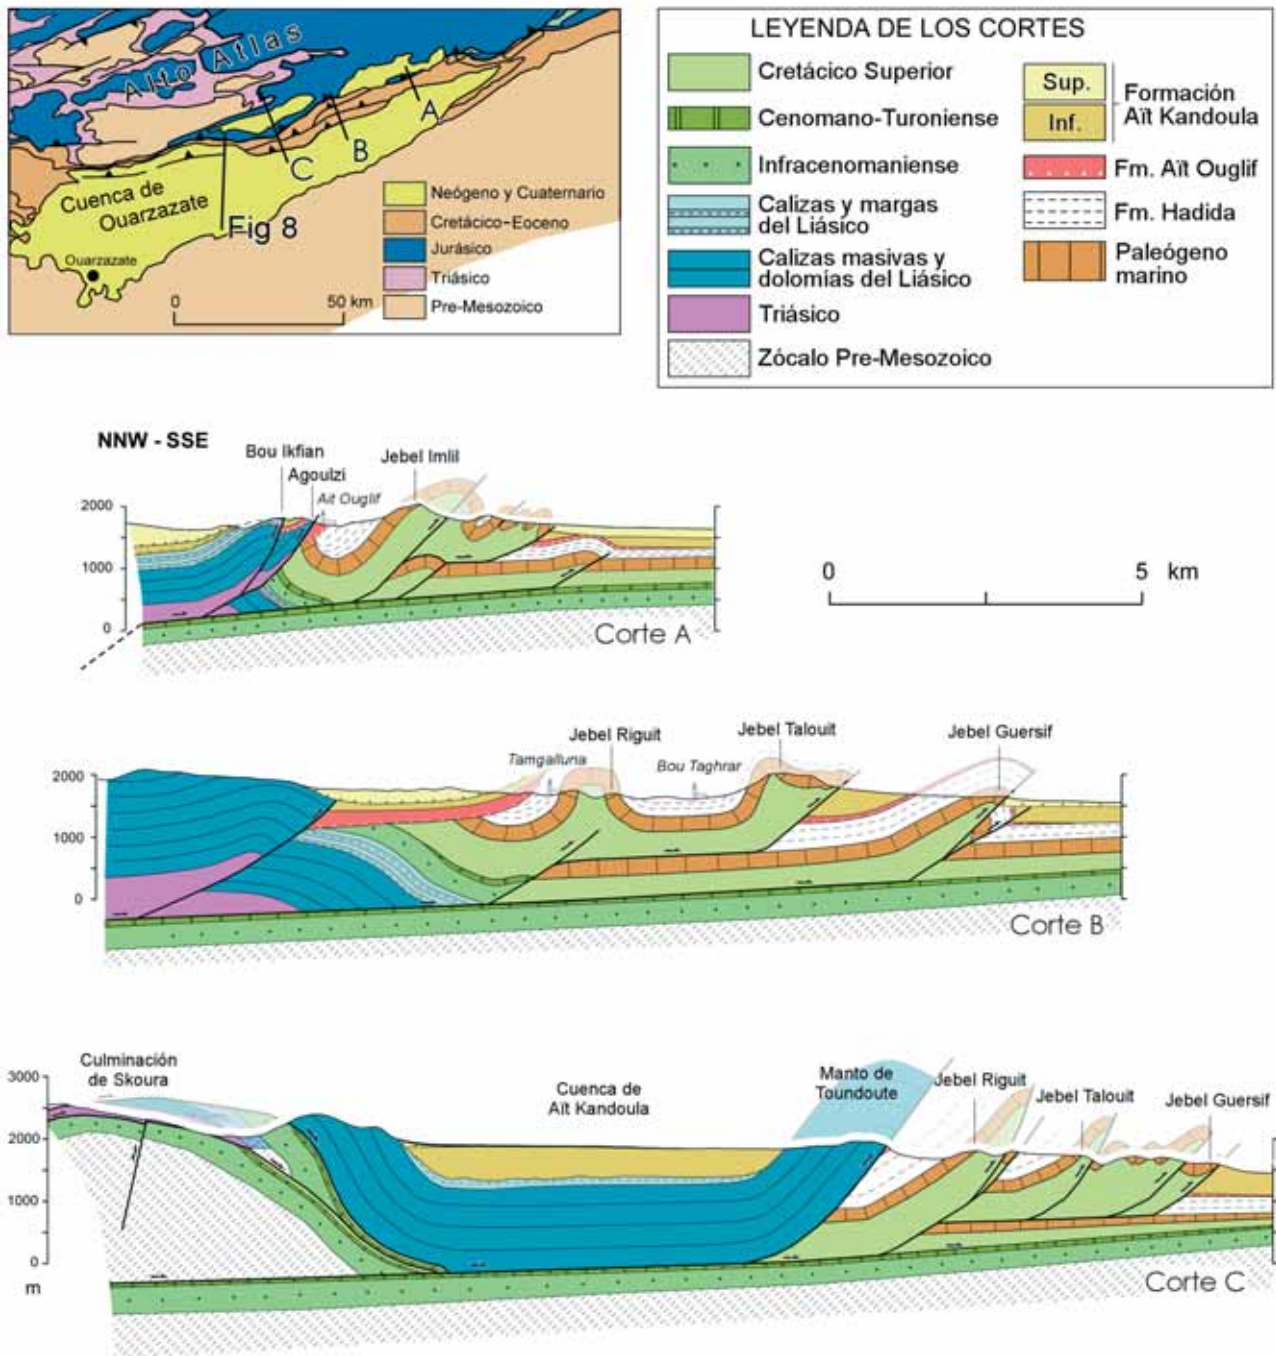 Alto Atlas
A
B
C
Cuenca de
Ouarzazate
Fig 8
Ouarzazate
0
50 km
Neógeno y Cuaternario
Cretácico-Eoceno
Jurásico
Triásico
Pre-Mesozoico
LEYENDA DE LOS CORTES
Cretácico Superior
Cenomano-Turoniense
Infracenomaniense
Calizas y margas
del Liásico
Calizas masivas y
dolomías del Liásico
Triásico
Zócalo Pre-Mesozoico
Sup.
Inf.
Formación
Aït Kandoula
Fm. Aït Ouglif
Fm. Hadida
Paleógeno
marino
NNW - SSE
Bou Ikfian
Agoulzi
Aït Ouglif
Jebel Imlil
2000
1000
0
Corte A
0
5 km
Jebel Riguit
Tamgalluna
Jebel Talouit
Bou Taghrar
Jebel Guersif
2000
1000
0
Corte B
Culminación
de Skoura
Cuenca de
Aït Kandoula
Manto de
Toundoute
Jebel Riguit
Jebel Talouit
Jebel Guersif
3000
2000
1000
0
m
Corte C